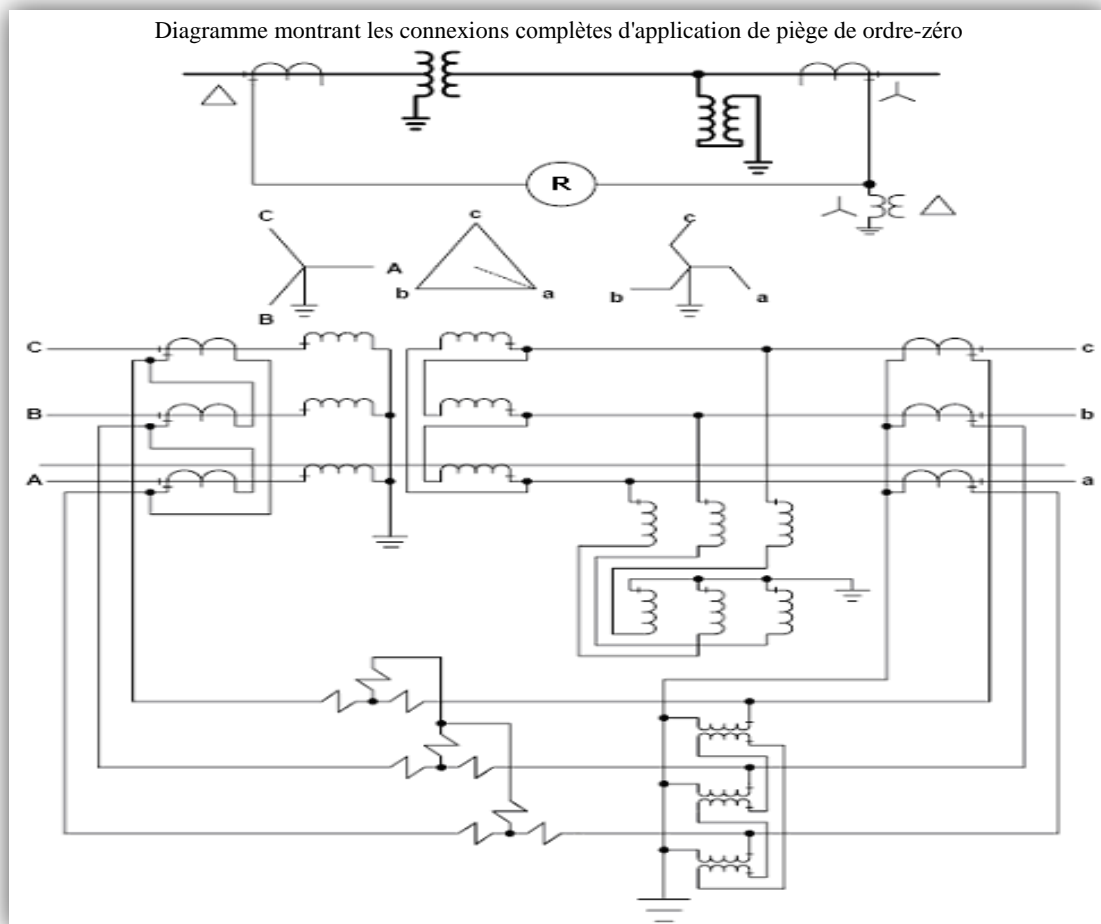 Diagramme montrant les connexions complètes d'application de piège de ordre-zéro
R
C
A
B
c
b
a
c
b
a
C
c
B
b
A
a